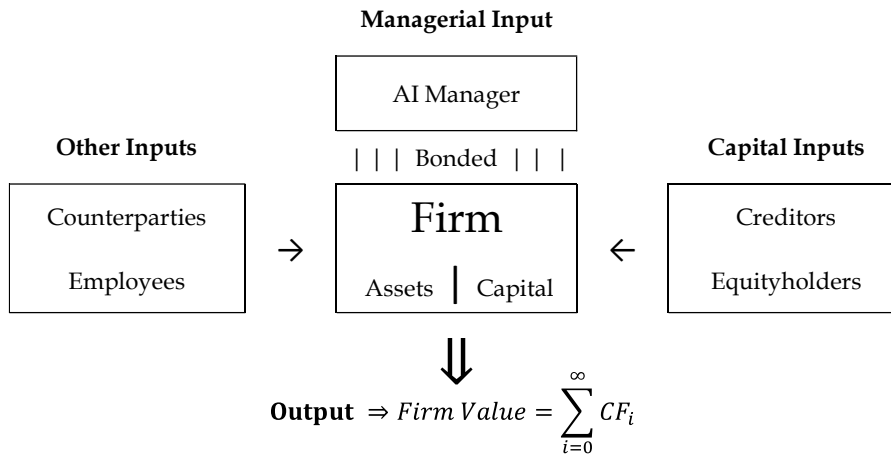 Managerial Input
AI Manager
Other Inputs
| | | Bonded | | |
Capital Inputs
Counterparties
Employees
→
Firm
Assets | Capital
←
Creditors
Equityholders
⇓
Output ⇒ Firm Value = ∑_{i=0}^{∞} CF_i